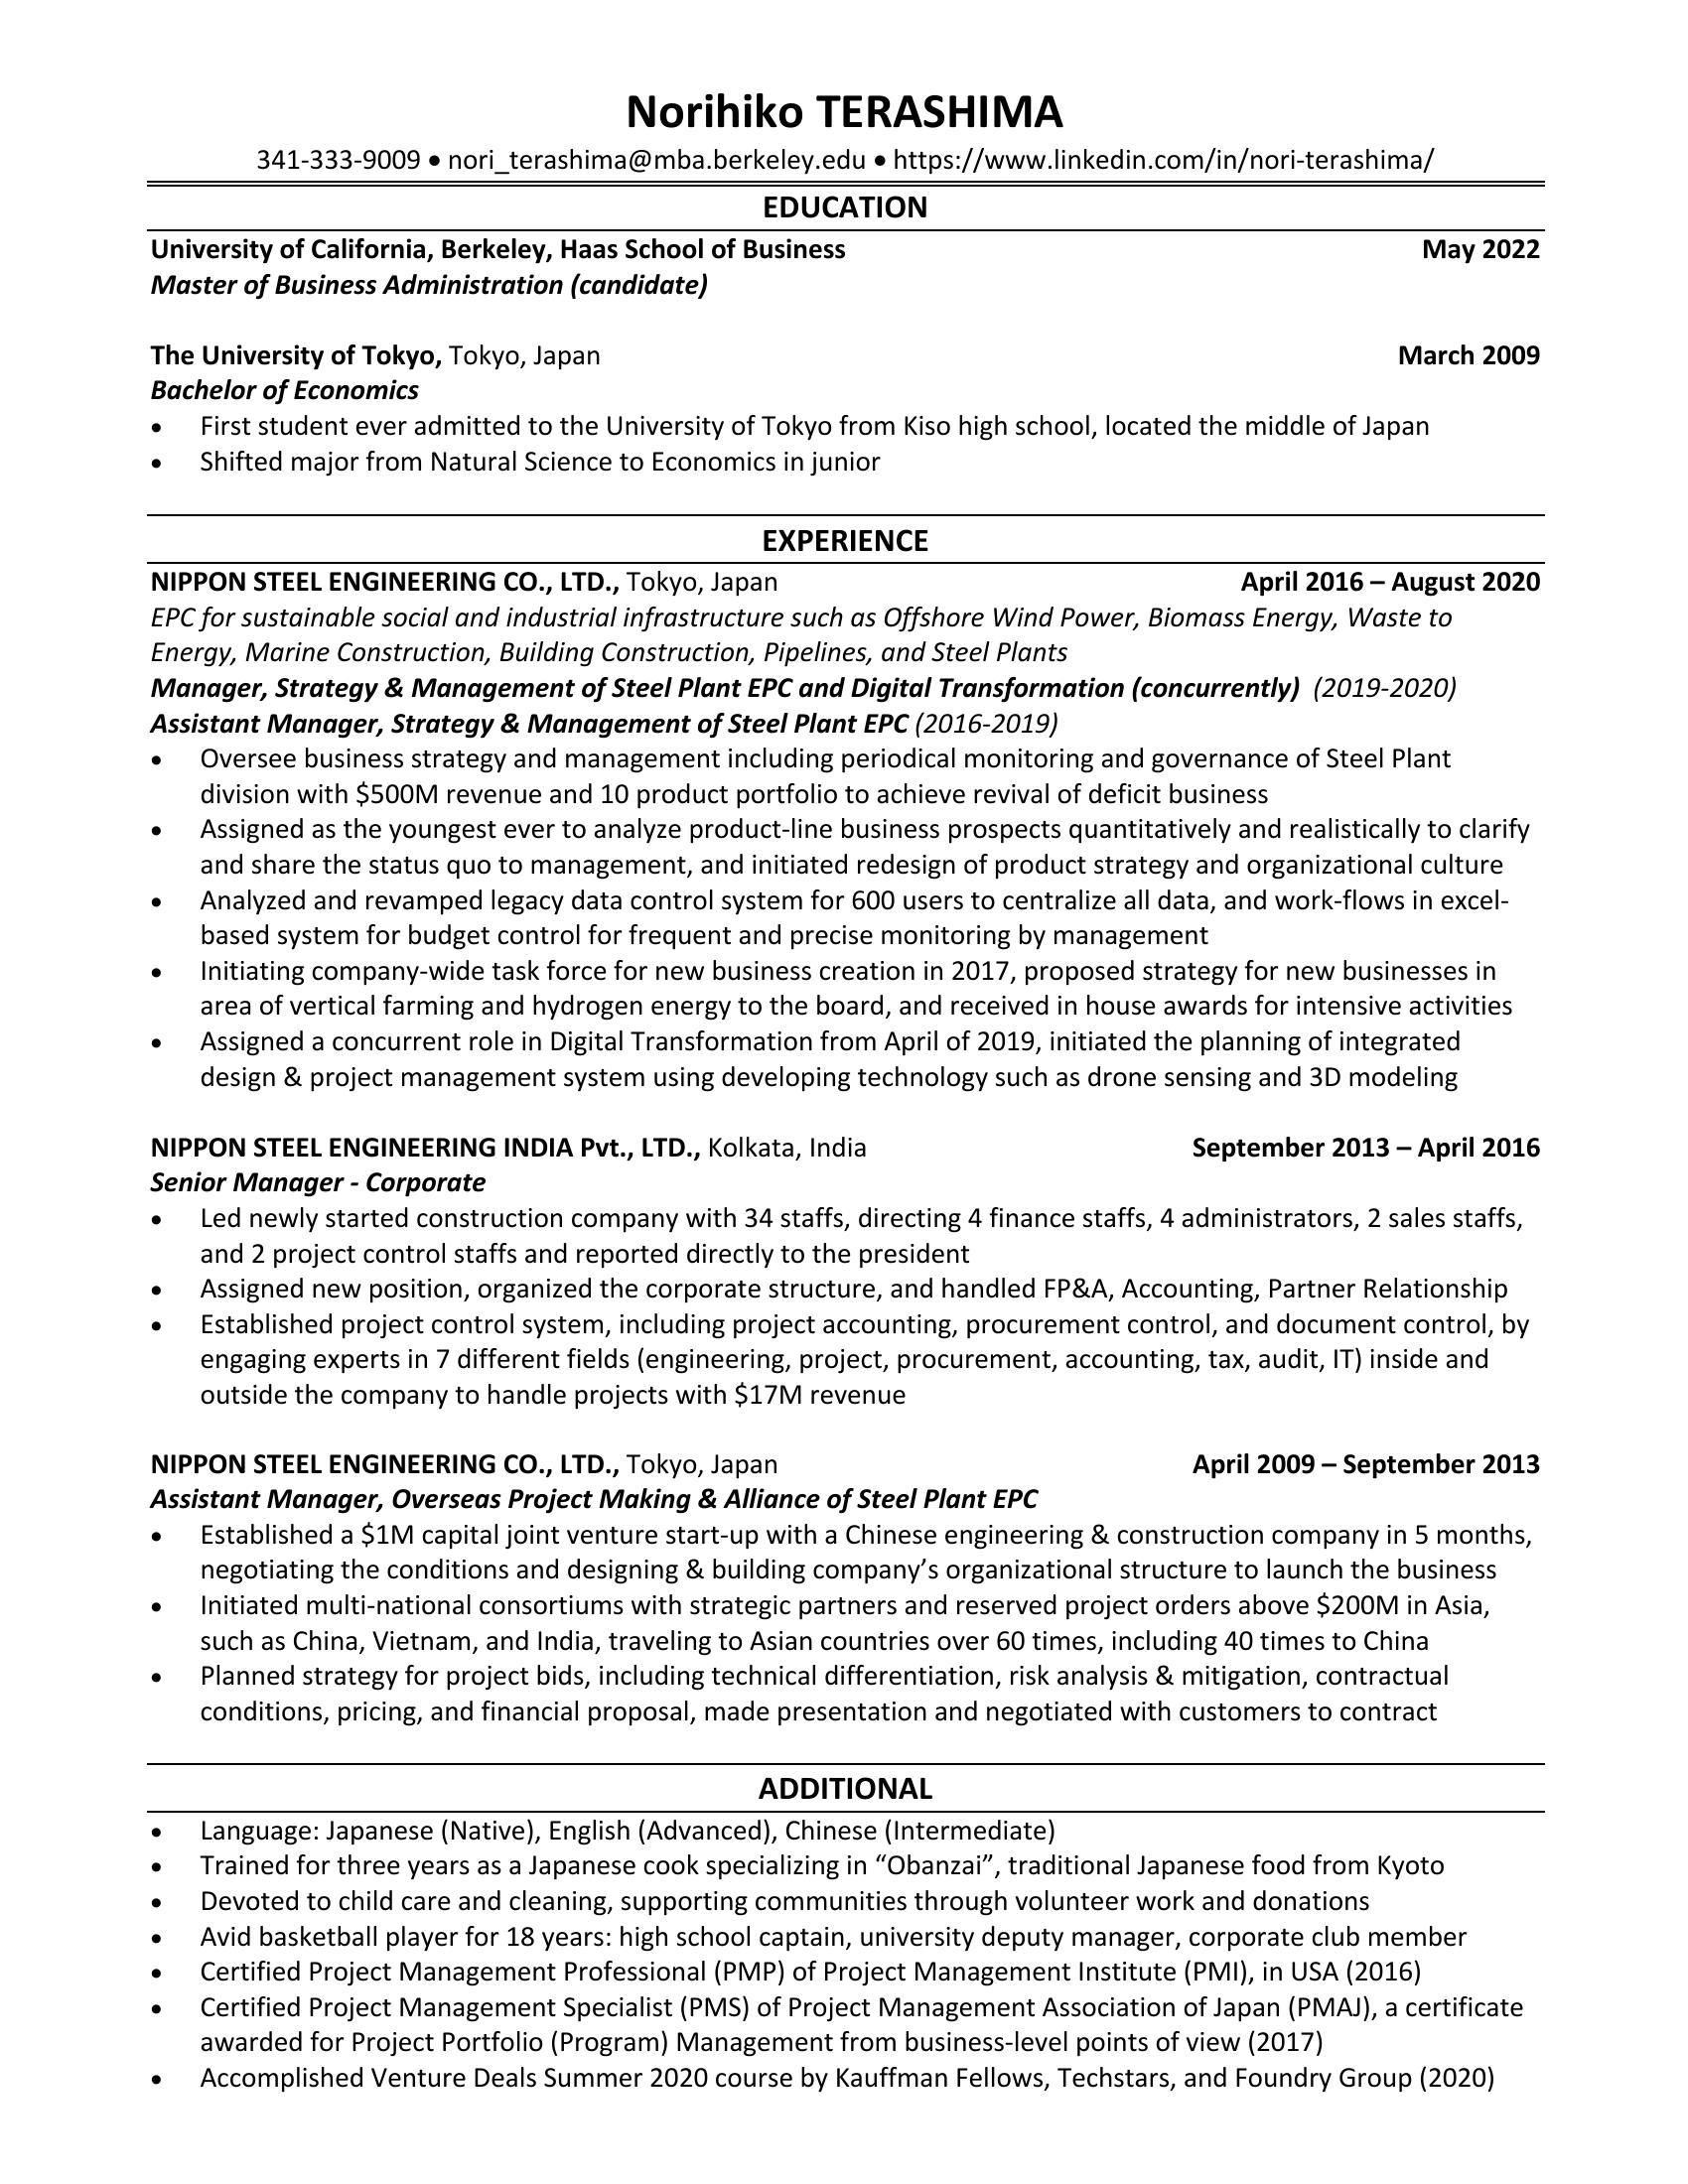 Norihiko TERASHIMA
341-333-9009 • nori_terashima@mba.berkeley.edu • https://www.linkedin.com/in/nori-terashima/
EDUCATION
University of California, Berkeley, Haas School of Business May 2022
Master of Business Administration (candidate)
The University of Tokyo, Tokyo, Japan March 2009
Bachelor of Economics
• First student ever admitted to the University of Tokyo from Kiso high school, located the middle of Japan
• Shifted major from Natural Science to Economics in junior
EXPERIENCE
NIPPON STEEL ENGINEERING CO., LTD., Tokyo, Japan April 2016 – August 2020
EPC for sustainable social and industrial infrastructure such as Offshore Wind Power, Biomass Energy, Waste to
Energy, Marine Construction, Building Construction, Pipelines, and Steel Plants
Manager, Strategy & Management of Steel Plant EPC and Digital Transformation (concurrently) (2019-2020)
Assistant Manager, Strategy & Management of Steel Plant EPC (2016-2019)
• Oversee business strategy and management including periodical monitoring and governance of Steel Plant
division with $500M revenue and 10 product portfolio to achieve revival of deficit business
• Assigned as the youngest ever to analyze product-line business prospects quantitatively and realistically to clarify
and share the status quo to management, and initiated redesign of product strategy and organizational culture
• Analyzed and revamped legacy data control system for 600 users to centralize all data, and work-flows in excel-
based system for budget control for frequent and precise monitoring by management
• Initiating company-wide task force for new business creation in 2017, proposed strategy for new businesses in
area of vertical farming and hydrogen energy to the board, and received in house awards for intensive activities
• Assigned a concurrent role in Digital Transformation from April of 2019, initiated the planning of integrated
design & project management system using developing technology such as drone sensing and 3D modeling
NIPPON STEEL ENGINEERING INDIA Pvt., LTD., Kolkata, India September 2013 – April 2016
Senior Manager - Corporate
• Led newly started construction company with 34 staffs, directing 4 finance staffs, 4 administrators, 2 sales staffs,
and 2 project control staffs and reported directly to the president
• Assigned new position, organized the corporate structure, and handled FP&A, Accounting, Partner Relationship
• Established project control system, including project accounting, procurement control, and document control, by
engaging experts in 7 different fields (engineering, project, procurement, accounting, tax, audit, IT) inside and
outside the company to handle projects with $17M revenue
NIPPON STEEL ENGINEERING CO., LTD., Tokyo, Japan April 2009 – September 2013
Assistant Manager, Overseas Project Making & Alliance of Steel Plant EPC
• Established a $1M capital joint venture start-up with a Chinese engineering & construction company in 5 months,
negotiating the conditions and designing & building company’s organizational structure to launch the business
• Initiated multi-national consortiums with strategic partners and reserved project orders above $200M in Asia,
such as China, Vietnam, and India, traveling to Asian countries over 60 times, including 40 times to China
• Planned strategy for project bids, including technical differentiation, risk analysis & mitigation, contractual
conditions, pricing, and financial proposal, made presentation and negotiated with customers to contract
ADDITIONAL
• Language: Japanese (Native), English (Advanced), Chinese (Intermediate)
• Trained for three years as a Japanese cook specializing in “Obanzai”, traditional Japanese food from Kyoto
• Devoted to child care and cleaning, supporting communities through volunteer work and donations
• Avid basketball player for 18 years: high school captain, university deputy manager, corporate club member
• Certified Project Management Professional (PMP) of Project Management Institute (PMI), in USA (2016)
• Certified Project Management Specialist (PMS) of Project Management Association of Japan (PMAJ), a certificate
awarded for Project Portfolio (Program) Management from business-level points of view (2017)
• Accomplished Venture Deals Summer 2020 course by Kauffman Fellows, Techstars, and Foundry Group (2020)